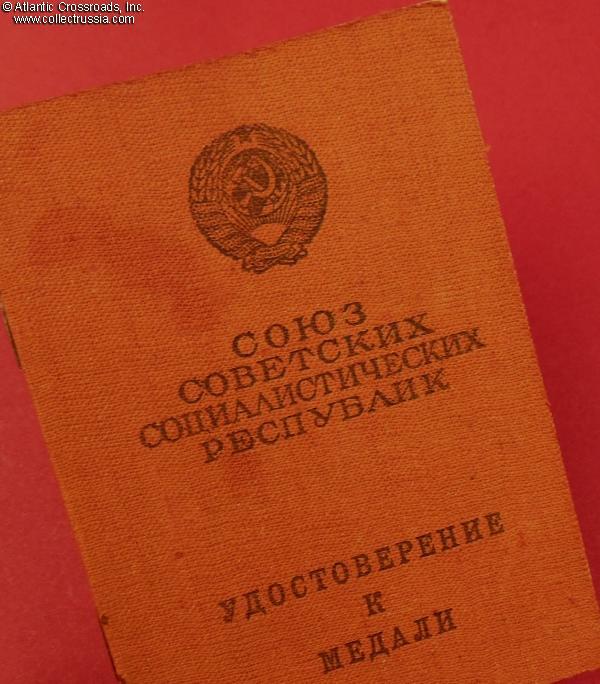 © Atlantic Crossroads, Inc.
www.collectrussia.com
СОЮЗ
СОВЕТСКИХ
СОЦИАЛИСТИЧЕСКИХ
РЕСПУБЛИК
УДОСТОВЕРЕНИЕ
К
МЕДАЛИ